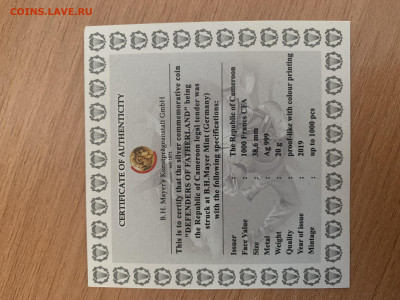 COINS.LAVE.RU
CERTIFICATE OF AUTHENTICITY
B.H. Mayer's Kunstprägeanstalt GmbH
This is to certify that the silver commemorative coin
"DEFENDERS OF FATHERLAND" being
the Republic of Cameroon legal tender was
struck at B.H.Mayer Mint (Germany)
with the following specifications:
Issuer : The Republic of Cameroon
Face Value : 1000 Francs CFA
Size : 38,6 mm
Metal : Ag 999
Weight : 20 g
Quality : proof-like with colour printing
Year of issue : 2019
Mintage : up to 1000 pcs